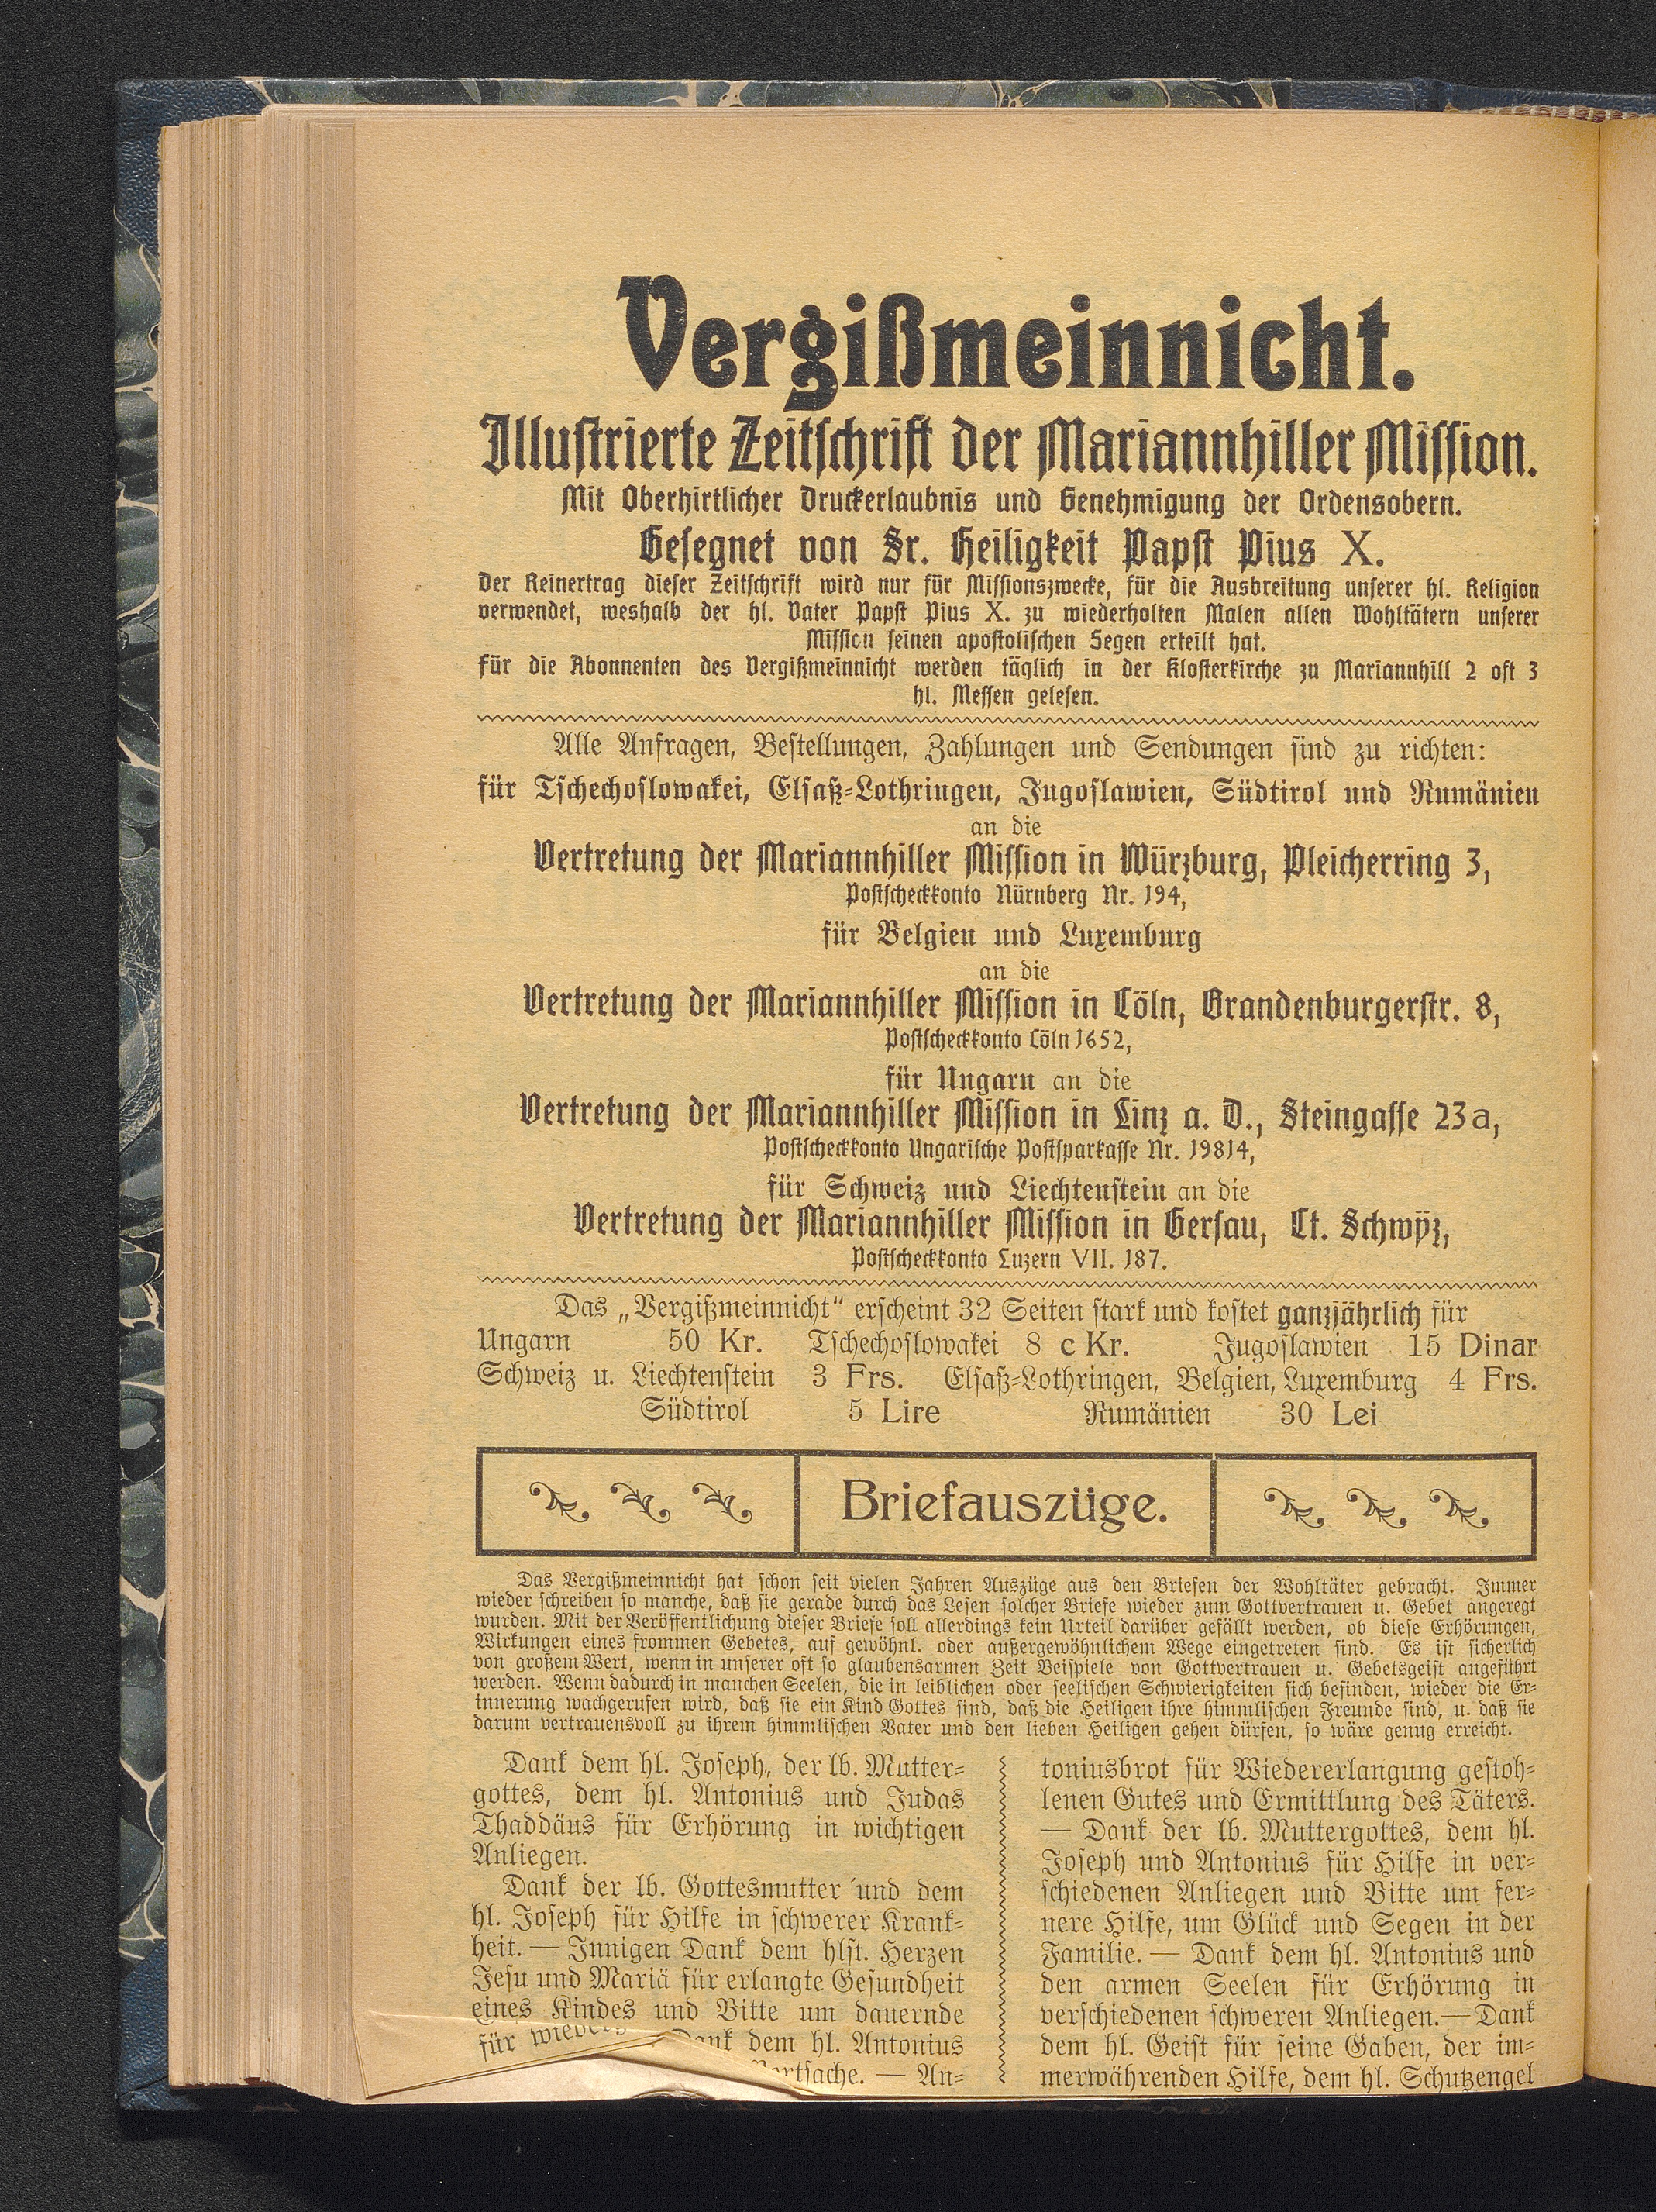 Vergißmeinnicht.
Illustrierte Zeitschrift der Mariannhiller Mission.
Mit Oberhirtlicher Druckerlaubnis und Genehmigung der Ordensobern.
Gesegnet von Sr. Heiligkeit Papst Pius X.
Der Reinertrag dieser Zeitschrift wird nur für Missionszwecke, für die Ausbreitung unserer hl. Religion
verwendet, weshalb der hl. Vater Papst Pius X. zu wiederholten Malen allen Wohltätern unserer
Mission seinen apostolischen Segen erteilt hat.
Für die Abonnenten des Vergißmeinnicht werden täglich in der Klosterkirche zu Mariannhill 2 oft 3
hl. Messen gelesen.
Alle Anfragen, Bestellungen, Zahlungen und Sendungen sind zu richten:
für Tschechoslowakei, Elsaß-Lothringen, Jugoslawien, Südtirol und Rumänien
an die
Vertretung der Mariannhiller Mission in Würzburg, Pleicherring 3,
Postscheckkonto Nürnberg Nr. 194,
für Belgien und Luxemburg
an die
Vertretung der Mariannhiller Mission in Cöln, Brandenburgerstr. 8,
Postscheckkonto Cöln 1652,
für Ungarn an die
Vertretung der Mariannhiller Mission in Linz a. D., Steingasse 23a,
Postscheckkonto Ungarische Postsparkasse Nr. 19814,
für Schweiz und Liechtenstein an die
Vertretung der Mariannhiller Mission in Gersau, Ct. Schwÿz,
Postscheckkonto Luzern VII. 187.
Das „Vergißmeinnicht“ erscheint 32 Seiten stark und kostet ganzjährlich für
Ungarn 50 Kr. Tschechoslowakei 8 c Kr. Jugoslawien 15 Dinar
Schweiz u. Liechtenstein 3 Frs. Elsaß-Lothringen, Belgien, Luxemburg 4 Frs.
Südtirol 5 Lire Rumänien 30 Lei
Briefauszüge.
Das Vergißmeinnicht hat schon seit vielen Jahren Auszüge aus den Briefen der Wohltäter gebracht. Immer
wieder schreiben so manche, daß sie gerade durch das Lesen solcher Briefe wieder zum Gottvertrauen u. Gebet angeregt
wurden. Mit der Veröffentlichung dieser Briefe soll allerdings kein Urteil darüber gefällt werden, ob diese Erhörungen,
Wirkungen eines frommen Gebetes, auf gewöhnl. oder außergewöhnlichem Wege eingetreten sind. Es ist sicherlich
von großem Wert, wenn in unserer oft so glaubensarmen Zeit Beispiele von Gottvertrauen u. Gebetsgeist angeführt
werden. Wenn dadurch in manchen Seelen, die in leiblichen oder seelischen Schwierigkeiten sich befinden, wieder die Er-
innerung wachgerufen wird, daß sie ein Kind Gottes sind, daß die Heiligen ihre himmlischen Freunde sind, u. daß sie
darum vertrauensvoll zu ihrem himmlischen Vater und den lieben Heiligen gehen dürfen, so wäre genug erreicht.
Dank dem hl. Joseph, der lb. Mutter-
gottes, dem hl. Antonius und Judas
Thaddäus für Erhörung in wichtigen
Anliegen.
Dank der lb. Gottesmutter und dem
hl. Joseph für Hilfe in schwerer Krank-
heit. — Innigen Dank dem hlst. Herzen
Jesu und Mariä für erlangte Gesundheit
eines Kindes und Bitte um dauernde
für Dank dem hl. Antonius
— An-
toniusbrot für Wiedererlangung gestoh-
lenen Gutes und Ermittlung des Täters.
— Dank der lb. Muttergottes, dem hl.
Joseph und Antonius für Hilfe in ver-
schiedenen Anliegen und Bitte um fer-
nere Hilfe, um Glück und Segen in der
Familie. — Dank dem hl. Antonius und
den armen Seelen für Erhörung in
verschiedenen schweren Anliegen. — Dank
dem hl. Geist für seine Gaben, der im-
merwährenden Hilfe, dem hl. Schutzengel